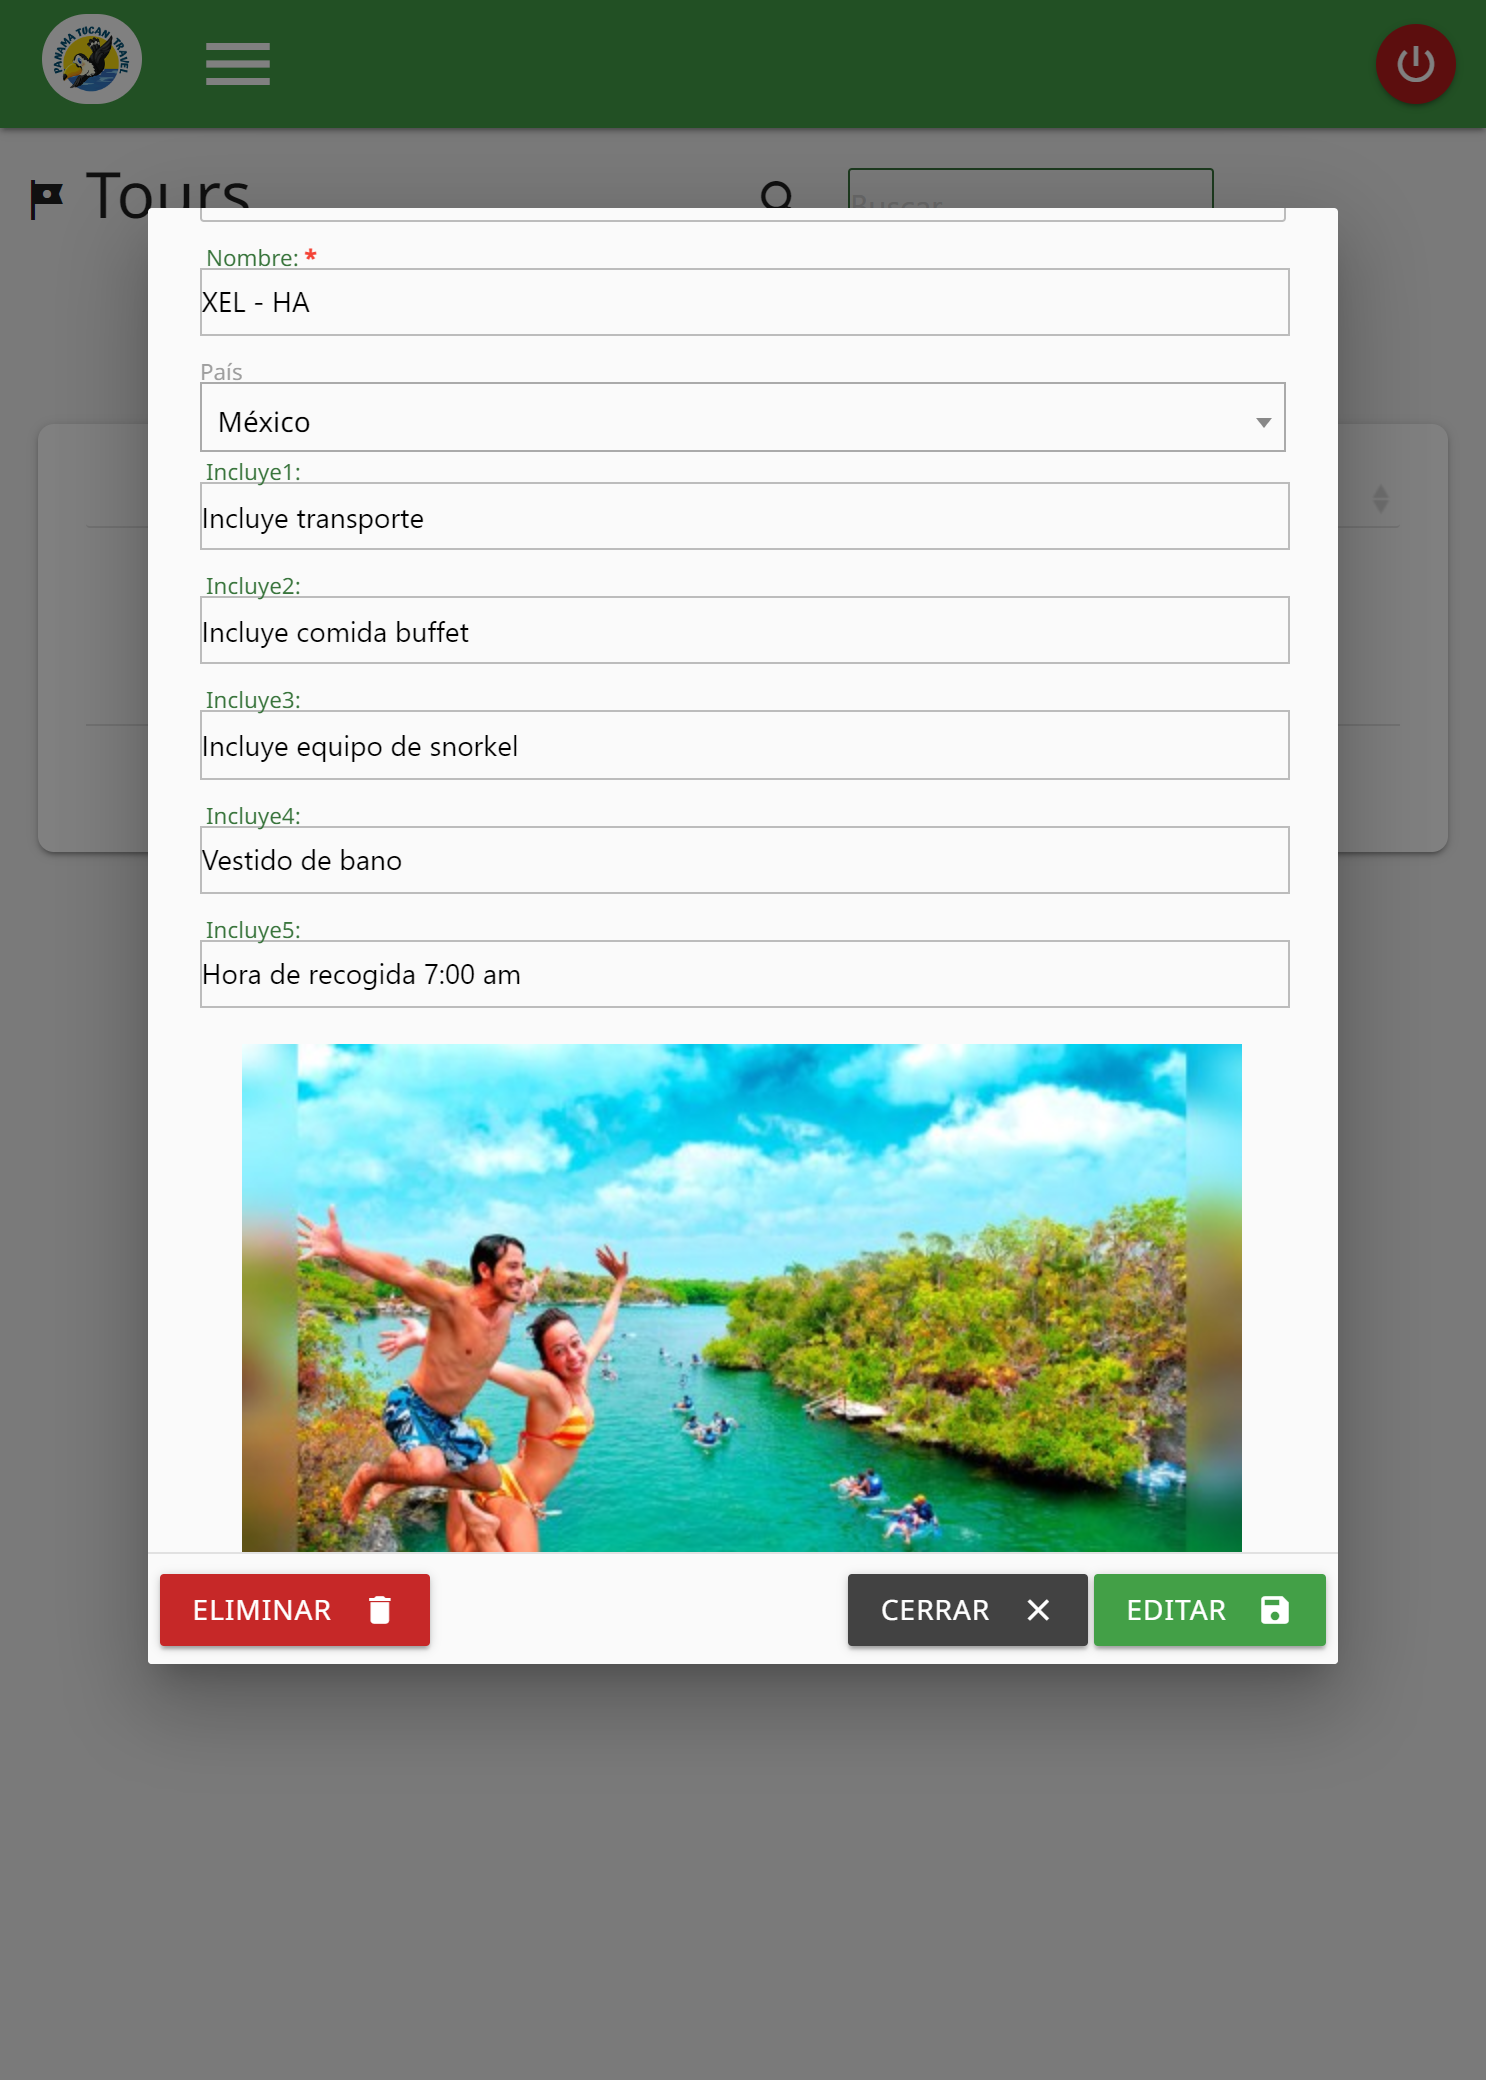 PANAMA TUCAN TRAVEL
Tours
Buscar
Nombre: *
XEL - HA
País
México
Incluye1:
Incluye transporte
Incluye2:
Incluye comida buffet
Incluye3:
Incluye equipo de snorkel
Incluye4:
Vestido de bano
Incluye5:
Hora de recogida 7:00 am
ELIMINAR
CERRAR
EDITAR